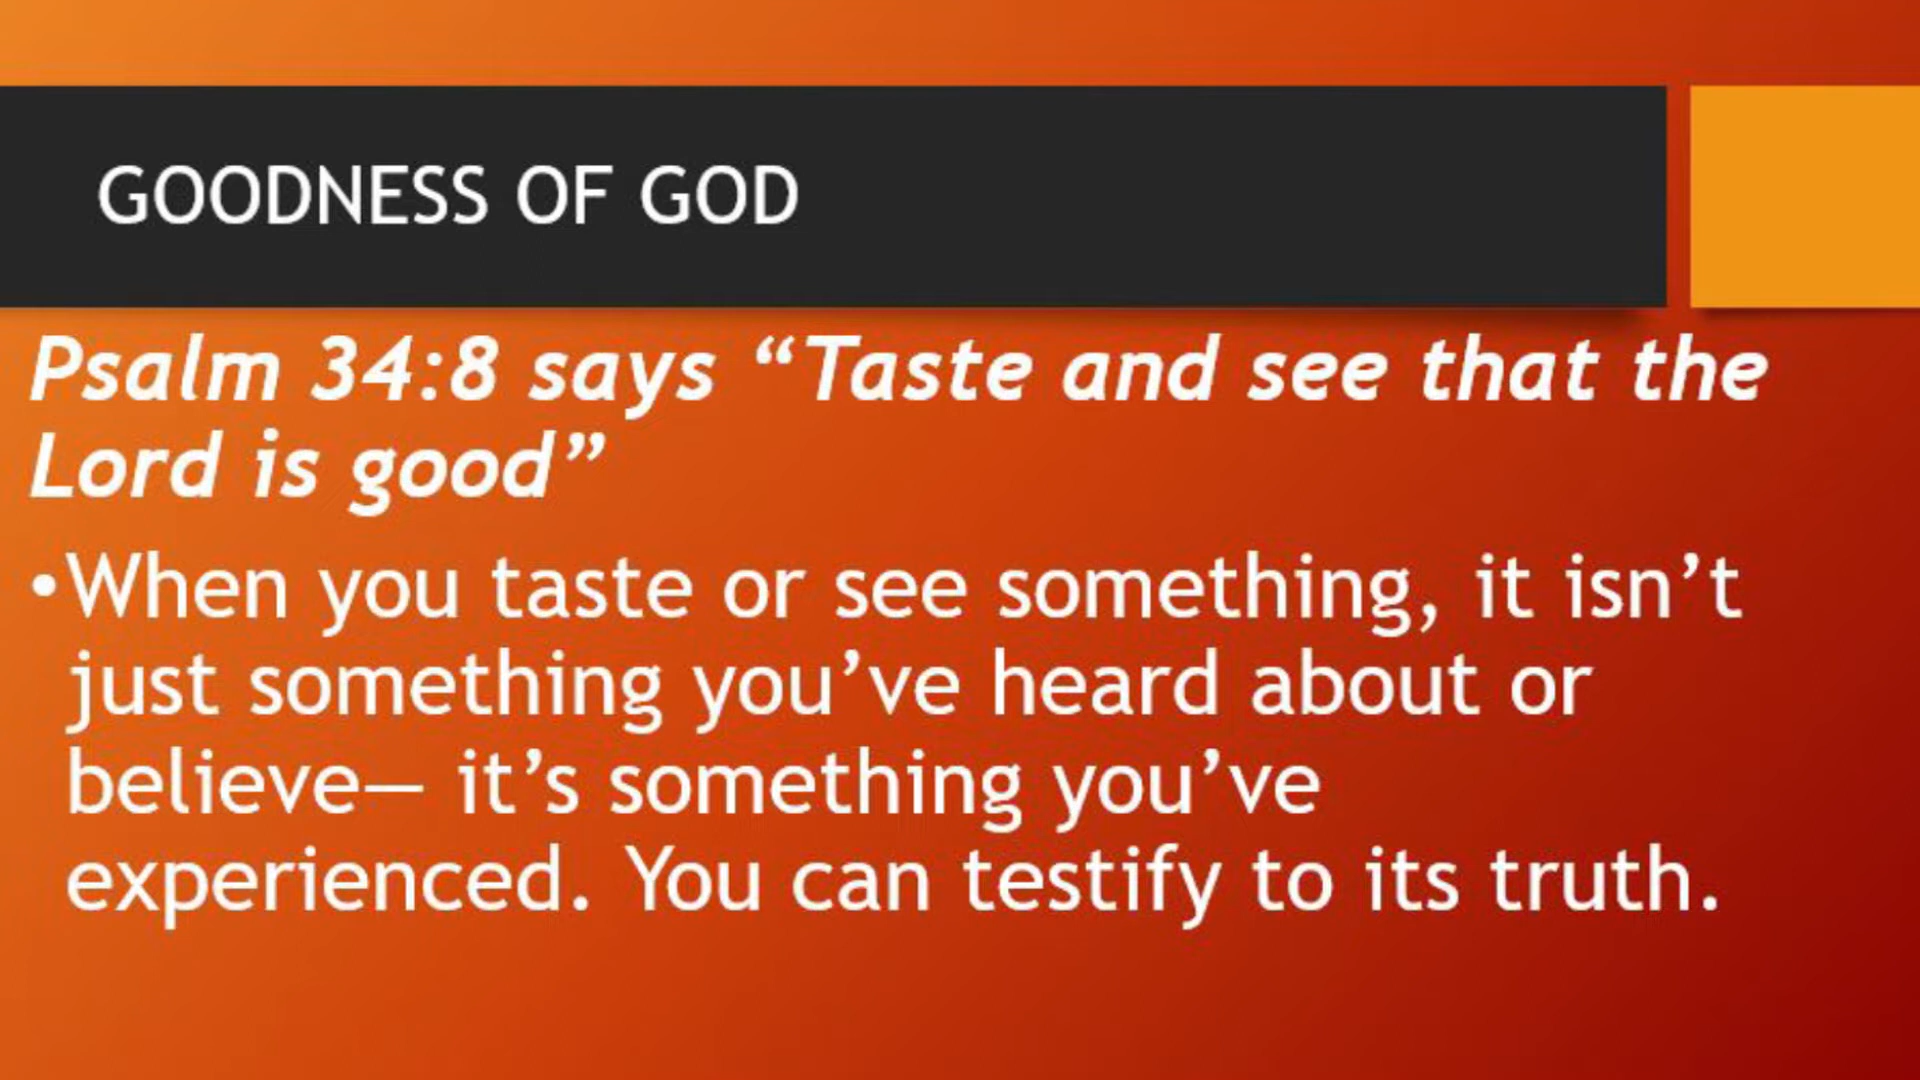 GOODNESS OF GOD
Psalm 34:8 says “Taste and see that the
Lord is good”
•When you taste or see something, it isn’t
just something you’ve heard about or
believe— it’s something you’ve
experienced. You can testify to its truth.